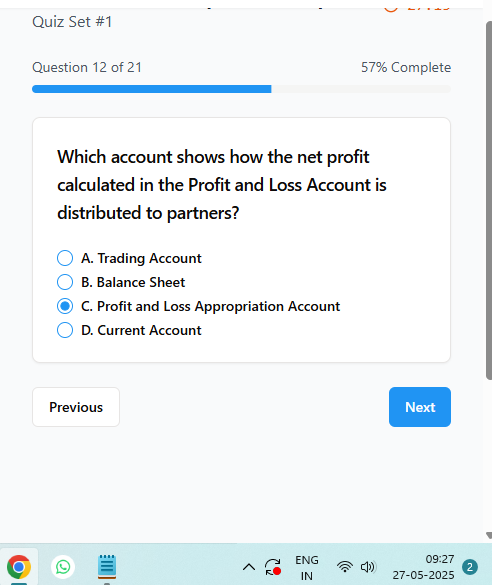 Quiz Set #1
Question 12 of 21
57% Complete
Which account shows how the net profit
calculated in the Profit and Loss Account is
distributed to partners?
A. Trading Account
B. Balance Sheet
C. Profit and Loss Appropriation Account
D. Current Account
Previous
Next
ENG
IN
09:27
27-05-2025
2